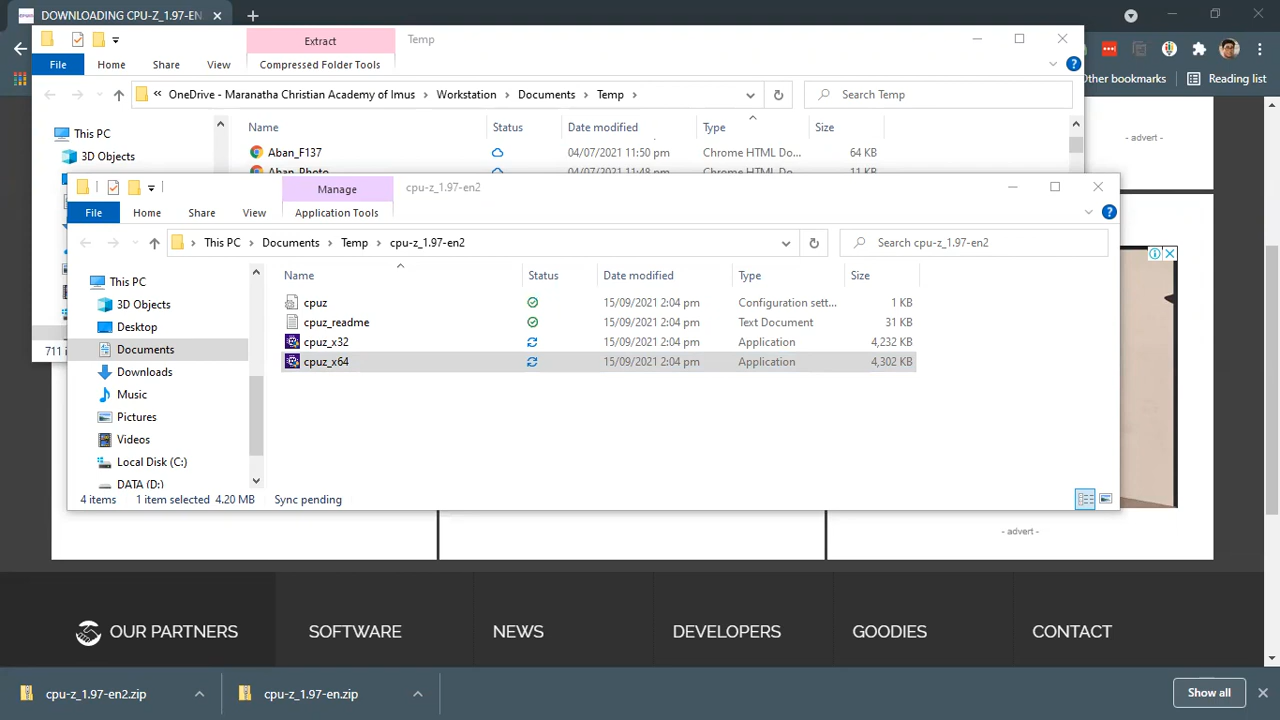 DOWNLOADING CPU-Z_1.97-EN
Extract
Temp
File
Home
Share
View
Compressed Folder Tools
Other bookmarks
Reading list
« OneDrive - Maranatha Christian Academy of Imus > Workstation > Documents > Temp >
Search Temp
This PC
3D Objects
Name
Status
Date modified
Type
Size
Aban_F137
04/07/2021 11:50 pm
Chrome HTML Do...
64 KB
- advert -
Manage
cpu-z_1.97-en2
File
Home
Share
View
Application Tools
> This PC > Documents > Temp > cpu-z_1.97-en2
Search cpu-z_1.97-en2
This PC
3D Objects
Desktop
Documents
Downloads
Music
Pictures
Videos
Local Disk (C:)
DATA (D:)
Name
Status
Date modified
Type
Size
cpuz
15/09/2021 2:04 pm
Configuration sett...
1 KB
cpuz_readme
15/09/2021 2:04 pm
Text Document
31 KB
cpuz_x32
15/09/2021 2:04 pm
Application
4,232 KB
cpuz_x64
15/09/2021 2:04 pm
Application
4,302 KB
711
4 items
1 item selected 4.20 MB
Sync pending
- advert -
OUR PARTNERS
SOFTWARE
NEWS
DEVELOPERS
GOODIES
CONTACT
cpu-z_1.97-en2.zip
cpu-z_1.97-en.zip
Show all